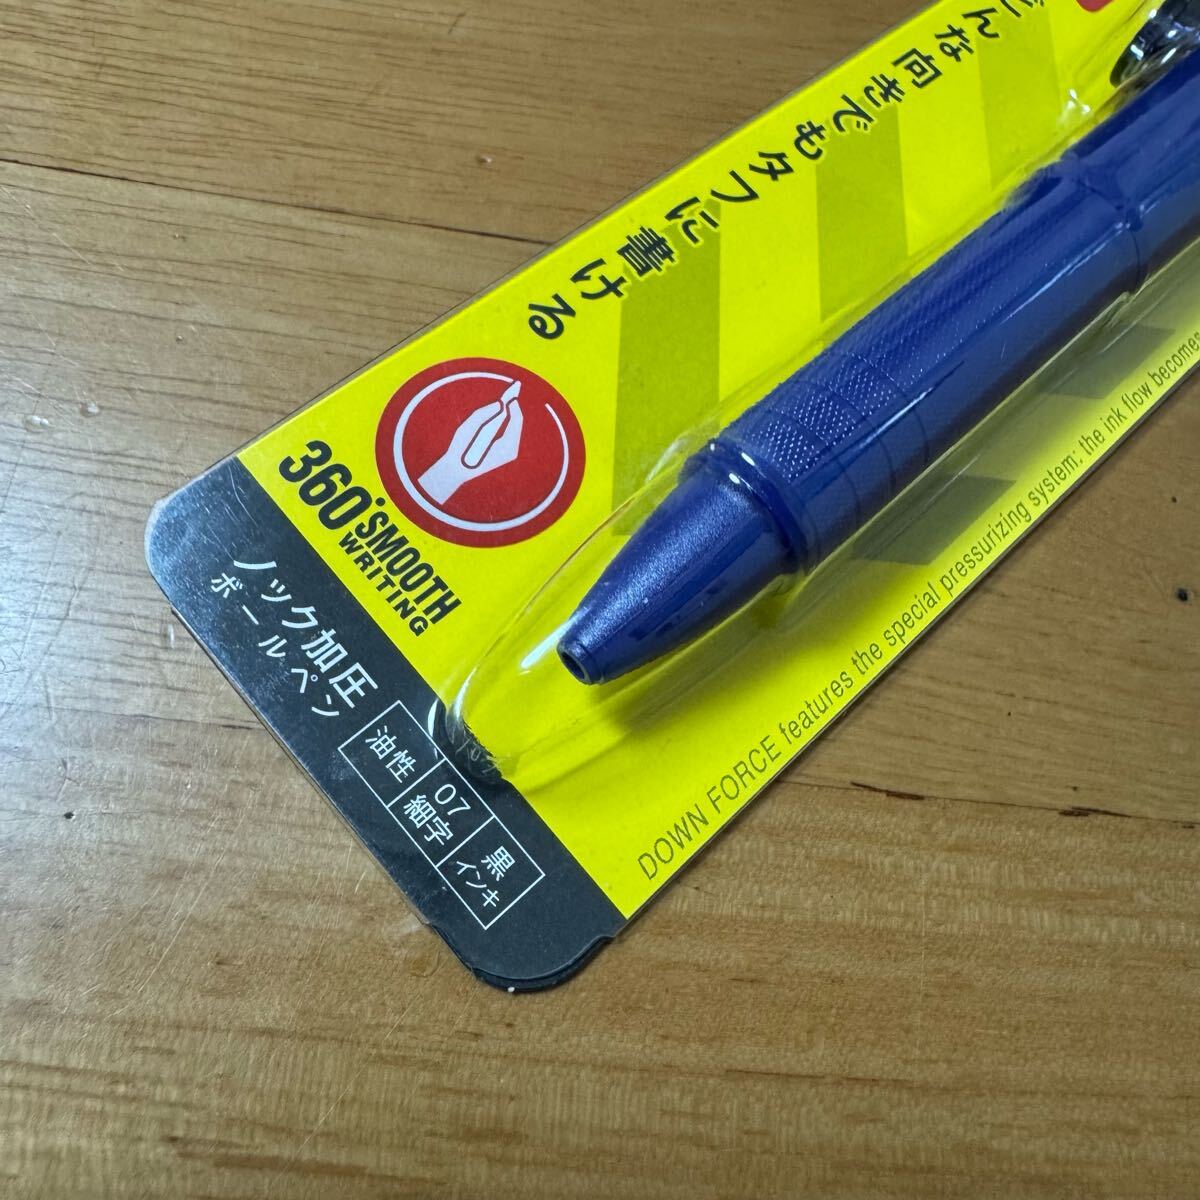 どんな向きでもタフに書ける
360° SMOOTH
WRITING
ノック加圧
ボールペン
油性
07
細字
黒
インキ
DOWN FORCE features the special pressurizing system: the ink flow becomes